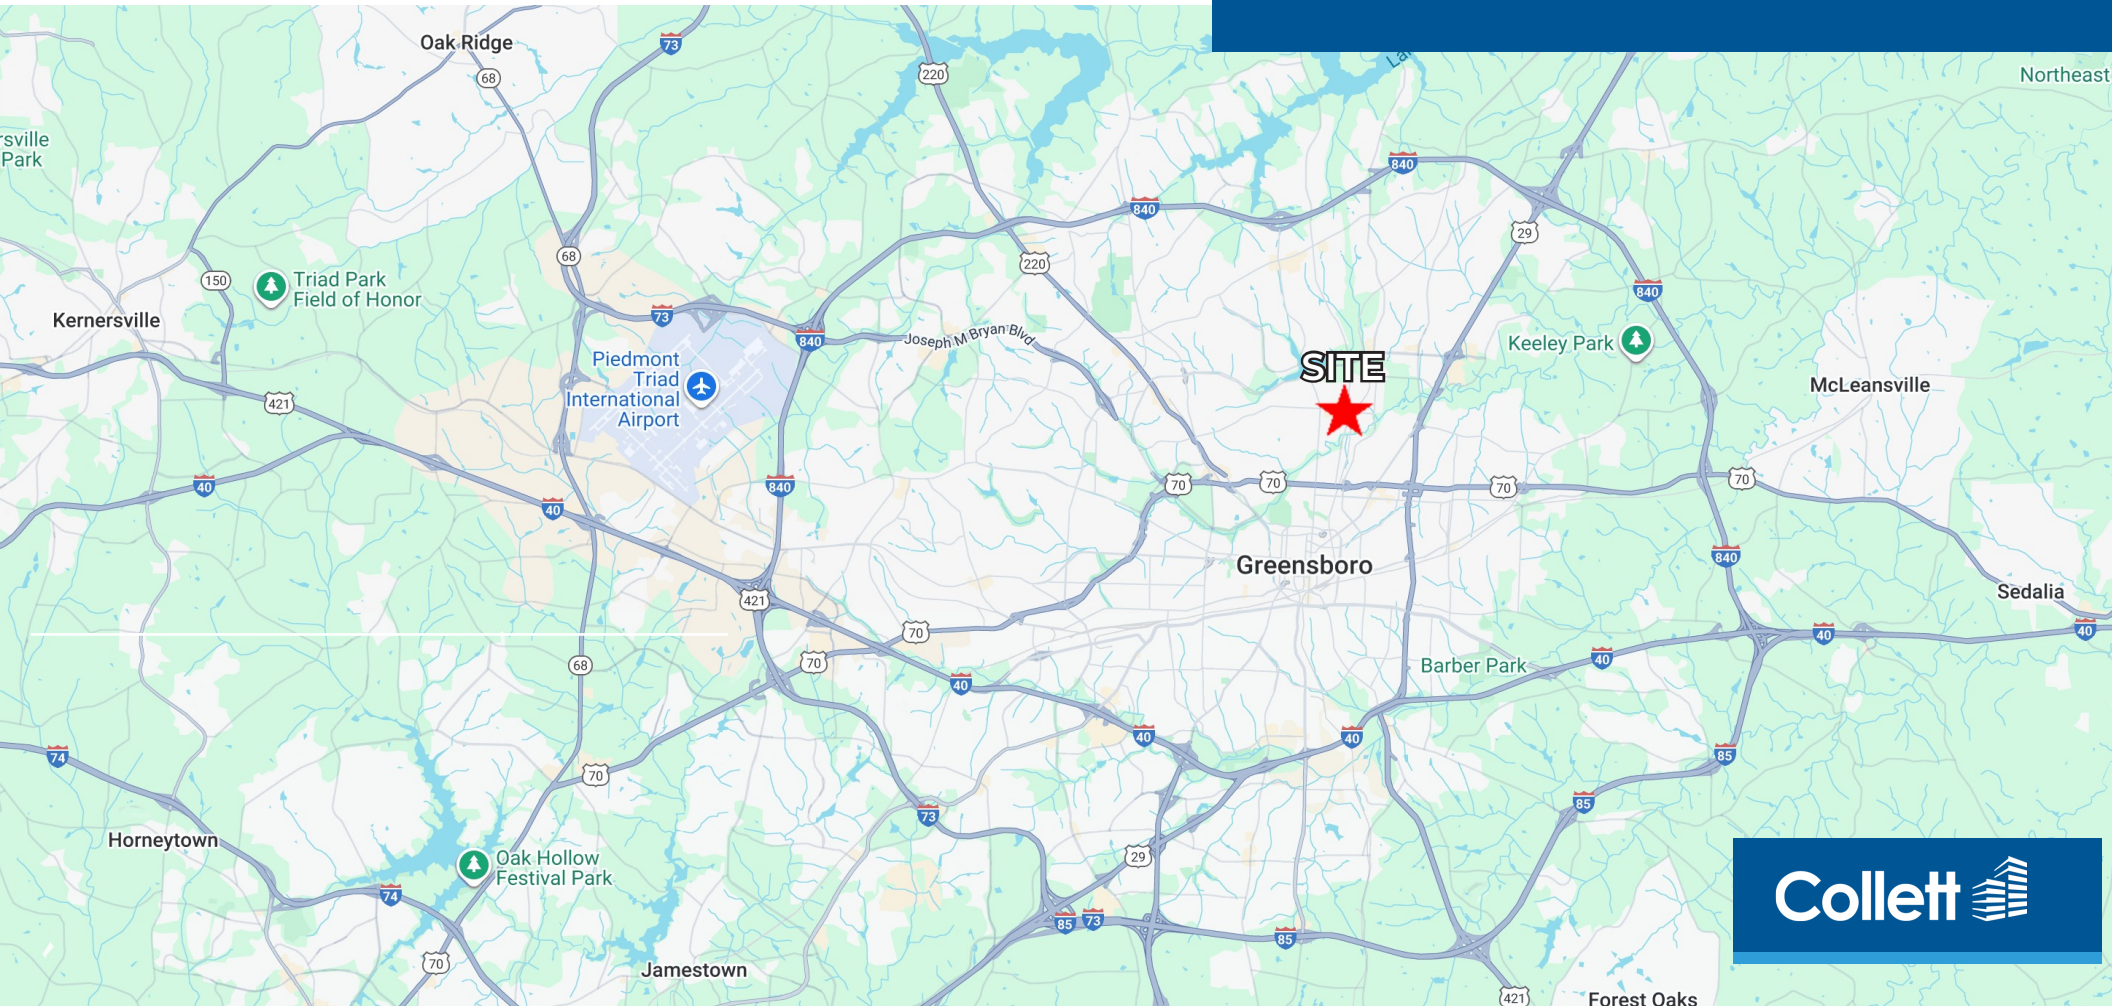 Oak Ridge
73
68
220
La
Northeast
rsville
Park
840
840
29
68
220
150
Triad Park
Field of Honor
840
Kernersville
73
840
Joseph M Bryan Blvd
Keeley Park
Piedmont
Triad
International
Airport
SITE
McLeansville
421
40
840
70
70
70
70
40
840
Greensboro
421
Sedalia
70
40
40
70
68
Barber Park
40
40
40
40
74
70
85
73
85
Horneytown
29
Oak Hollow
Festival Park
74
85
73
85
Collett
70
Jamestown
421
Forest Oaks